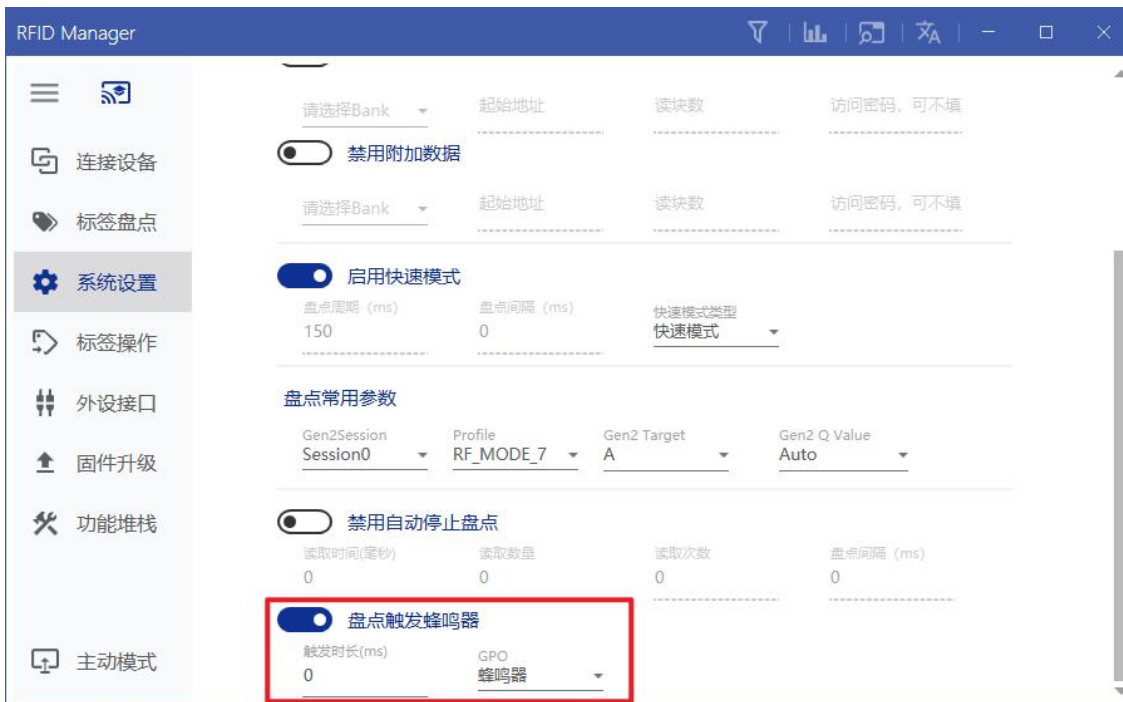 RFID Manager
请选择Bank 起始地址 读块数 访问密码，可不填
连接设备
禁用附加数据
标签盘点
请选择Bank 起始地址 读块数 访问密码，可不填
系统设置
启用快速模式
盘点周期 (ms) 盘点间隔 (ms) 快速模式类型
150 0 快速模式
标签操作
外设接口
盘点常用参数
Gen2Session Profile Gen2 Target Gen2 Q Value
Session0 RF_MODE_7 A Auto
固件升级
功能堆栈
禁用自动停止盘点
读取时间(毫秒) 读取数量 读取次数 盘点间隔 (ms)
0 0 0 0
盘点触发蜂鸣器
主动模式
触发时长(ms) GPO
0 蜂鸣器